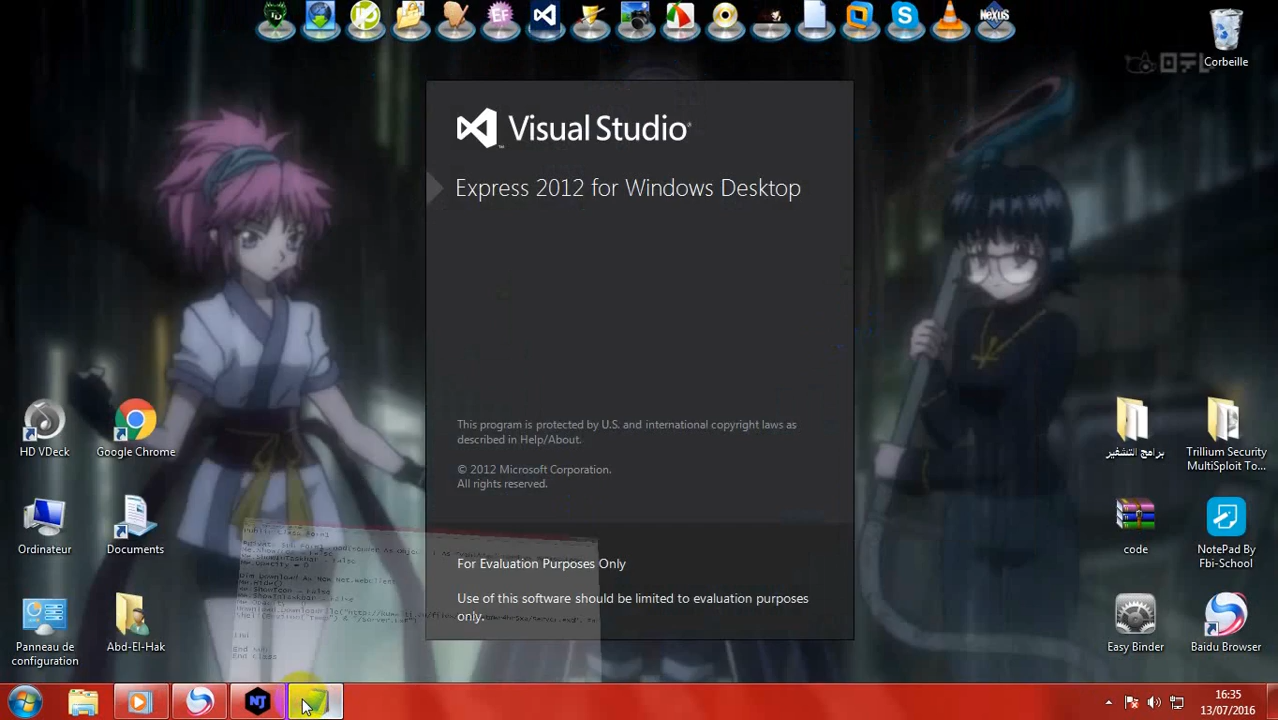 Corbeille
Visual Studio
Express 2012 for Windows Desktop
This program is protected by U.S. and international copyright laws as
described in Help/About.
© 2012 Microsoft Corporation.
All rights reserved.
For Evaluation Purposes Only
Use of this software should be limited to evaluation purposes
only.
HD VDeck
Google Chrome
برامج التشفير
Trillium Security
MultiSploit To...
Ordinateur
Documents
code
NotePad By
Fbi-School
Panneau de
configuration
Abd-El-Hak
Easy Binder
Baidu Browser
NJ
16:35
13/07/2016